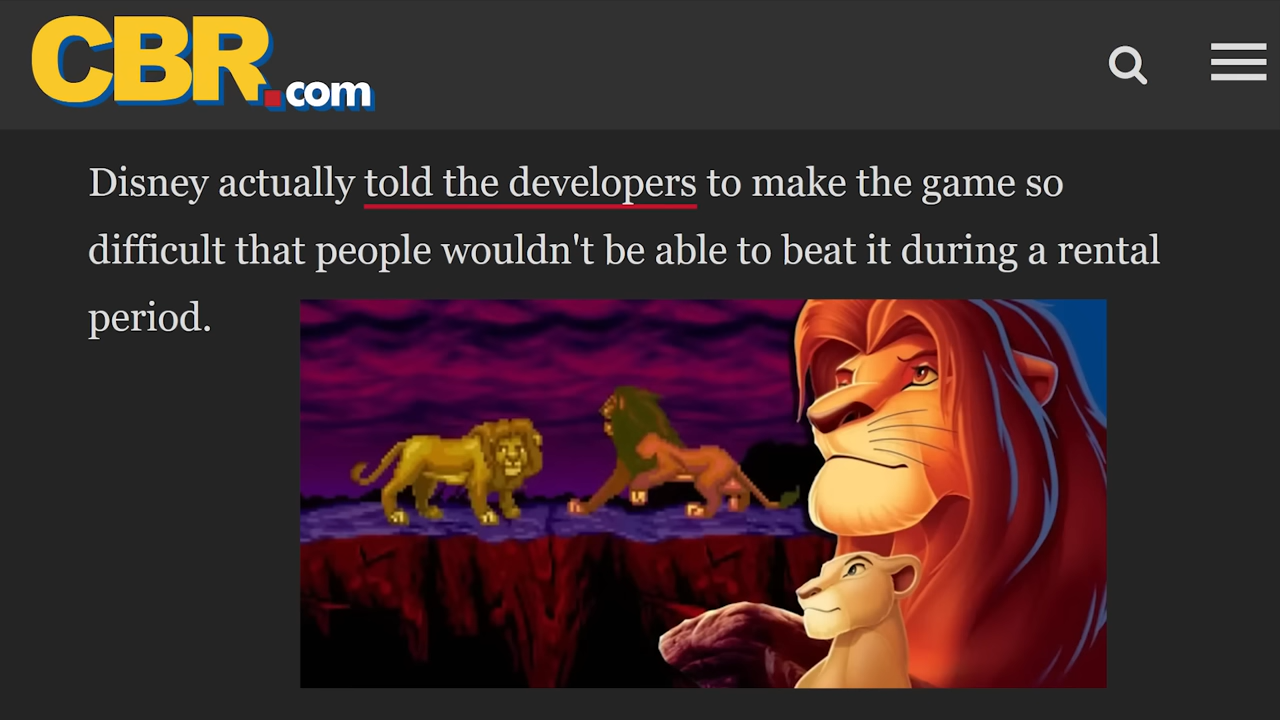 CBR.com
Disney actually told the developers to make the game so
difficult that people wouldn't be able to beat it during a rental
period.